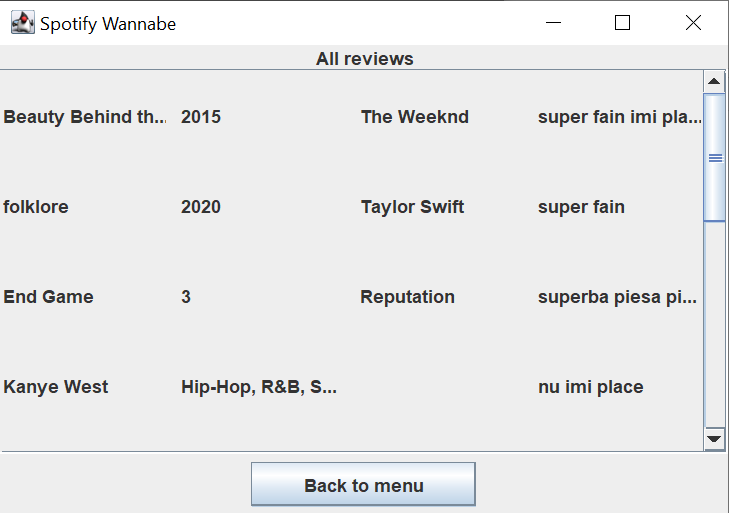 Spotify Wannabe
All reviews
Beauty Behind th... 2015 The Weeknd super fain imi pla...
folklore 2020 Taylor Swift super fain
End Game 3 Reputation superba piesa pi...
Kanye West Hip-Hop, R&B, S... nu imi place
Back to menu